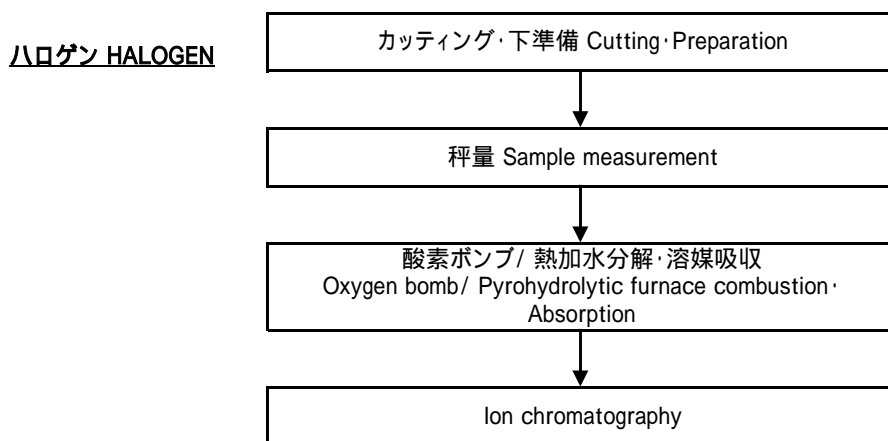 ハロゲン HALOGEN
カッティング･下準備 Cutting･Preparation
秤量 Sample measurement
酸素ボンブ/ 熱加水分解･溶媒吸収
Oxygen bomb/ Pyrohydrolytic furnace combustion･
Absorption
Ion chromatography